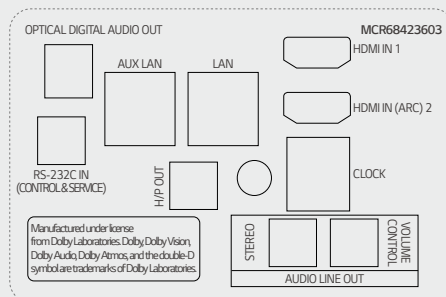 OPTICAL DIGITAL AUDIO OUT
MCR68423603
HDMI IN 1
AUX LAN
LAN
HDMI IN (ARC) 2
RS-232C IN
(CONTROL & SERVICE)
H/P OUT
CLOCK
Manufactured under license
from Dolby Laboratories. Dolby, Dolby Vision,
Dolby Audio, Dolby Atmos, and the double-D
symbol are trademarks of Dolby Laboratories.
STEREO
VOLUME
CONTROL
AUDIO LINE OUT